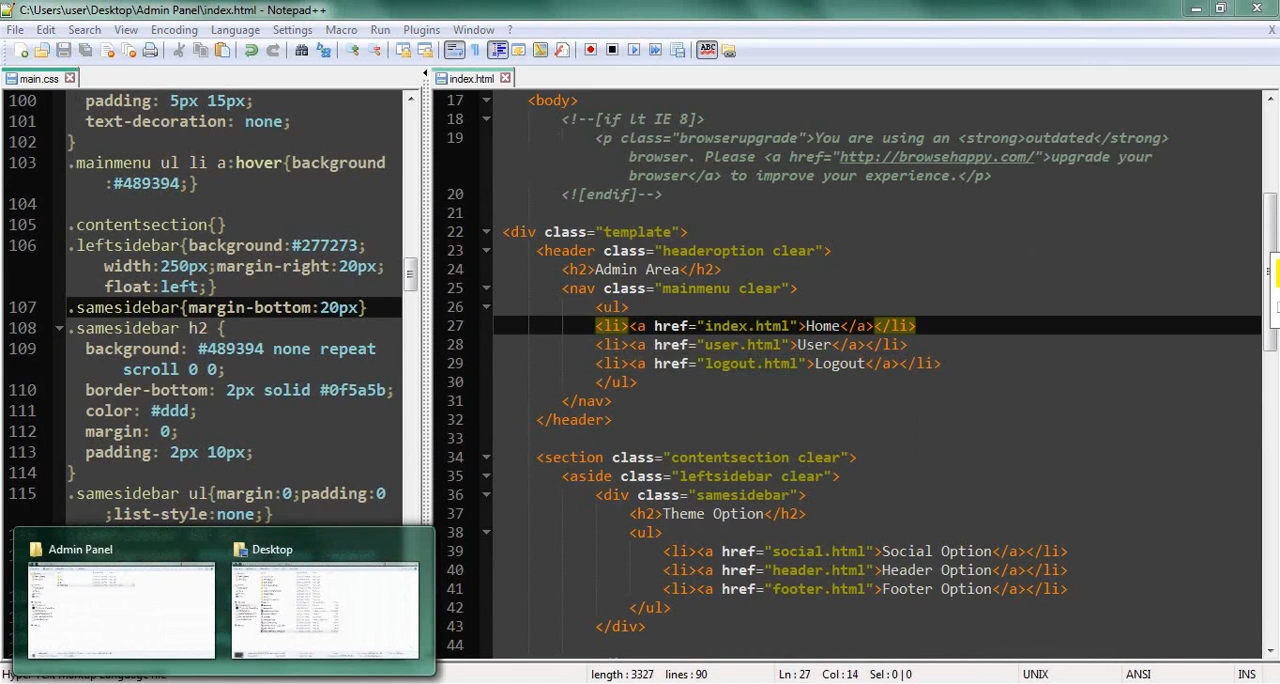 C:\Users\user\Desktop\Admin Panel\index.html - Notepad++
File Edit Search View Encoding Language Settings Macro Run Plugins Window ? X
ABC
main.css
100 padding: 5px 15px;
101 text-decoration: none;
102 }
103 .mainmenu ul li a:hover{background
:#489394;}
104
105 .contentsection{}
106 .leftsidebar{background:#277273;
width:250px;margin-right:20px;
float:left;}
107 .samesidebar{margin-bottom:20px}
108 .samesidebar h2 {
109 background: #489394 none repeat
scroll 0 0;
110 border-bottom: 2px solid #0f5a5b;
111 color: #ddd;
112 margin: 0;
113 padding: 2px 10px;
114 }
115 .samesidebar ul{margin:0;padding:0
;list-style:none;}
index.html
17 <body>
18 <!--[if lt IE 8]>
19 <p class="browserupgrade">You are using an <strong>outdated</strong>
browser. Please <a href="http://browsehappy.com/">upgrade your
browser</a> to improve your experience.</p>
20 <![endif]-->
21
22 <div class="template">
23 <header class="headeroption clear">
24 <h2>Admin Area</h2>
25 <nav class="mainmenu clear">
26 <ul>
27 <li><a href="index.html">Home</a></li>
28 <li><a href="user.html">User</a></li>
29 <li><a href="logout.html">Logout</a></li>
30 </ul>
31 </nav>
32 </header>
33
34 <section class="contentsection clear">
35 <aside class="leftsidebar clear">
36 <div class="samesidebar">
37 <h2>Theme Option</h2>
38 <ul>
39 <li><a href="social.html">Social Option</a></li>
40 <li><a href="header.html">Header Option</a></li>
41 <li><a href="footer.html">Footer Option</a></li>
42 </ul>
43 </div>
44
Admin Panel
Desktop
length : 3327 lines : 90 Ln : 27 Col : 14 Sel : 0 | 0 UNIX ANSI INS